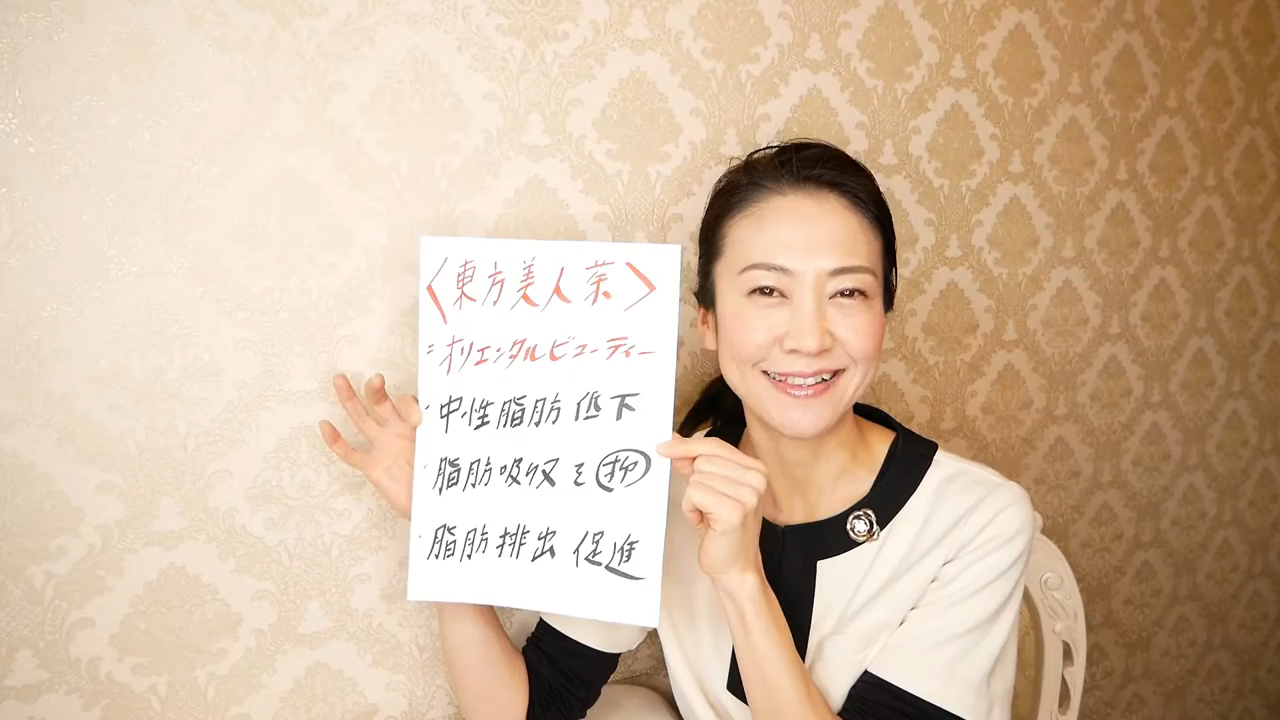 〈東方美人茶〉
=オリエンタルビューティー
・中性脂肪低下
・脂肪吸収を抑
・脂肪排出促進